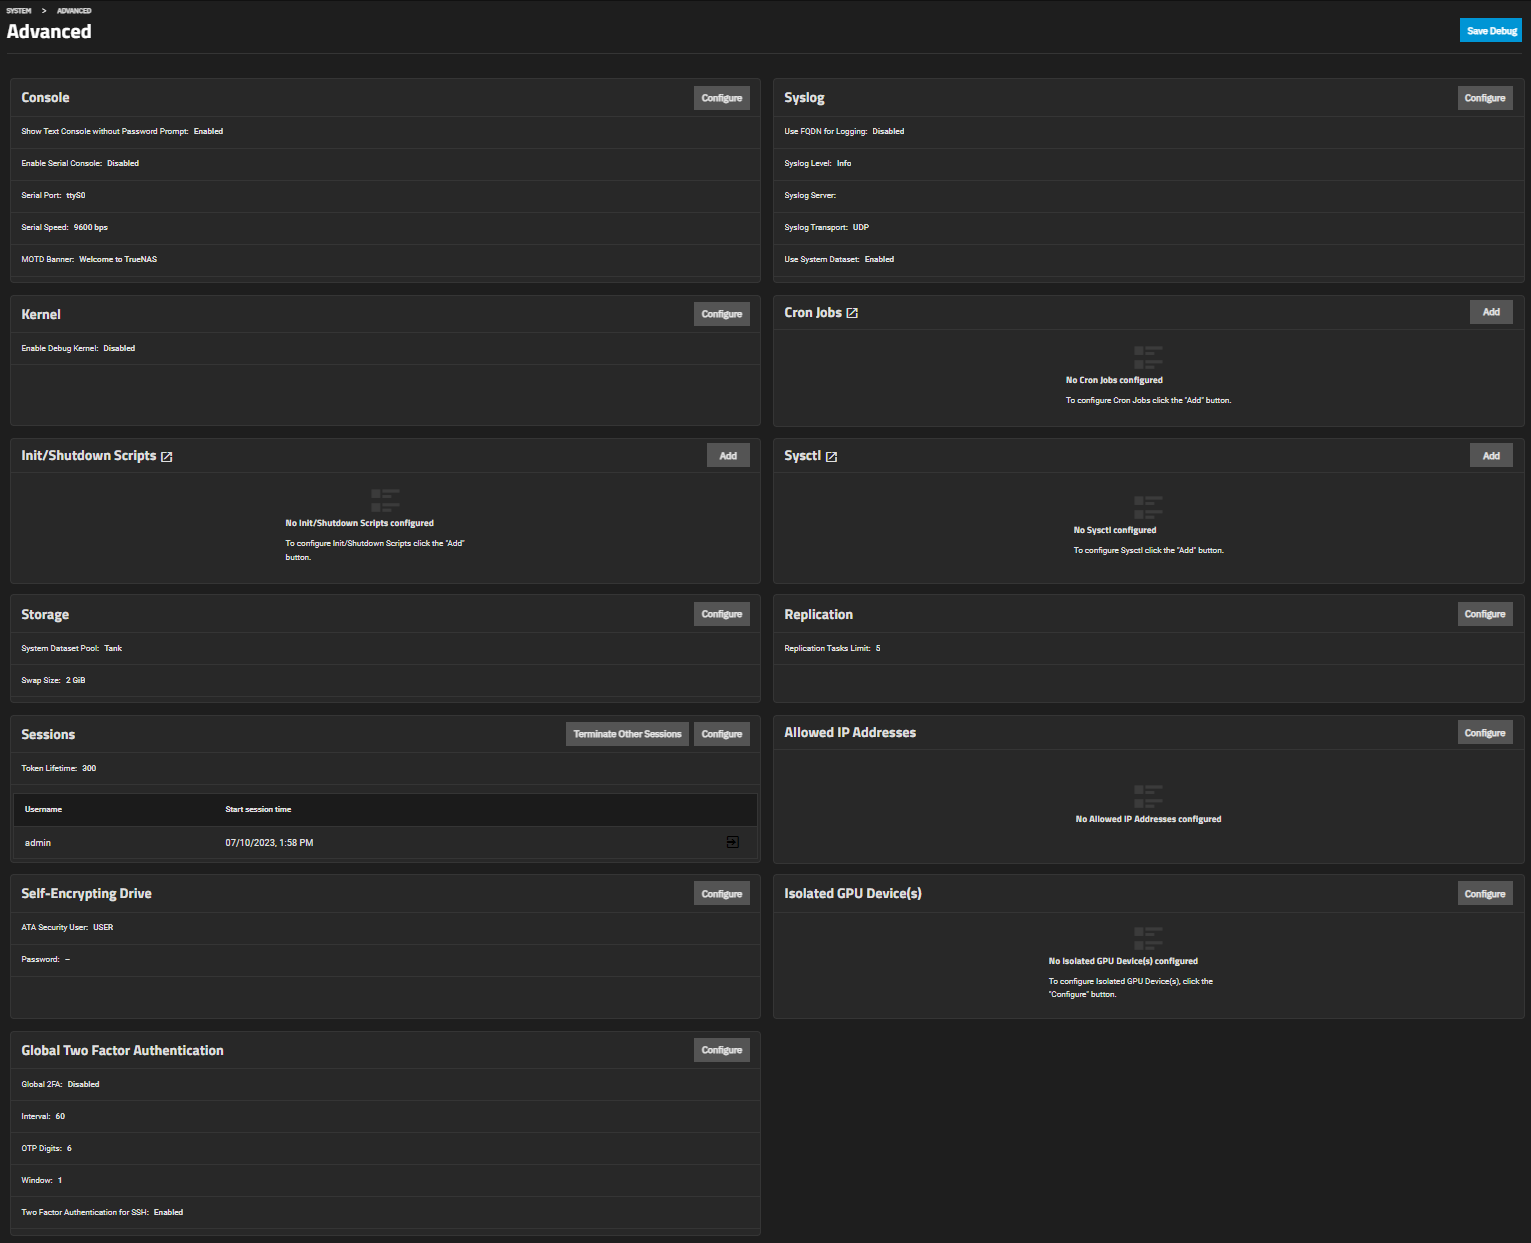 SYSTEM > ADVANCED
Advanced
Save Debug
Console
Configure
Show Text Console without Password Prompt: Enabled
Enable Serial Console: Disabled
Serial Port: ttyS0
Serial Speed: 9600 bps
MOTD Banner: Welcome to TrueNAS
Syslog
Configure
Use FQDN for Logging: Disabled
Syslog Level: Info
Syslog Server:
Syslog Transport: UDP
Use System Dataset: Enabled
Kernel
Configure
Enable Debug Kernel: Disabled
Cron Jobs
Add
No Cron Jobs configured
To configure Cron Jobs click the "Add" button.
Init/Shutdown Scripts
Add
No Init/Shutdown Scripts configured
To configure Init/Shutdown Scripts click the "Add"
button.
Sysctl
Add
No Sysctl configured
To configure Sysctl click the "Add" button.
Storage
Configure
System Dataset Pool: Tank
Swap Size: 2 GiB
Replication
Configure
Replication Tasks Limit: 5
Sessions
Terminate Other Sessions
Configure
Token Lifetime: 300
Username Start session time
admin 07/10/2023, 1:58 PM
Allowed IP Addresses
Configure
No Allowed IP Addresses configured
Self-Encrypting Drive
Configure
ATA Security User: USER
Password: –
Isolated GPU Device(s)
Configure
No Isolated GPU Device(s) configured
To configure Isolated GPU Device(s), click the
"Configure" button.
Global Two Factor Authentication
Configure
Global 2FA: Disabled
Interval: 60
OTP Digits: 6
Window: 1
Two Factor Authentication for SSH: Enabled